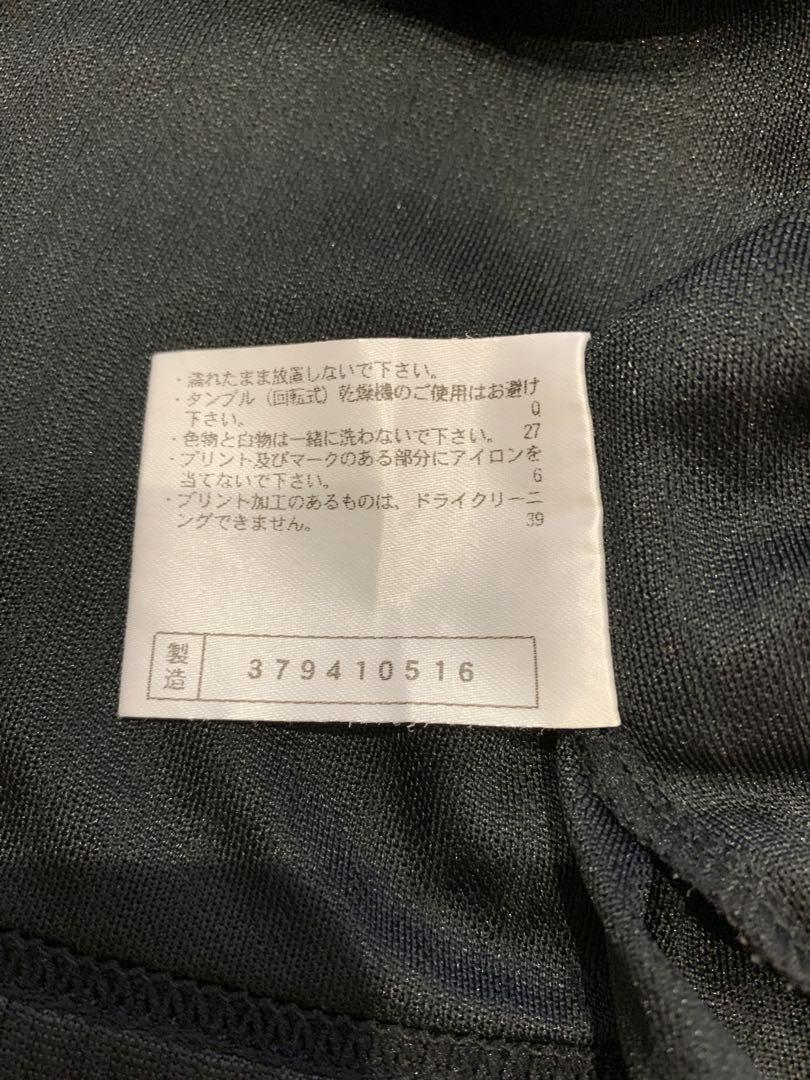 ・濡れたまま放置しないで下さい。
・タンブル（回転式）乾燥機のご使用はお避け
下さい。 0
・色物と白物は一緒に洗わないで下さい。 27
・プリント及びマークのある部分にアイロンを
当てないで下さい。 6
・プリント加工のあるものは、ドライクリーニ
ングできません。 39
製造 379410516